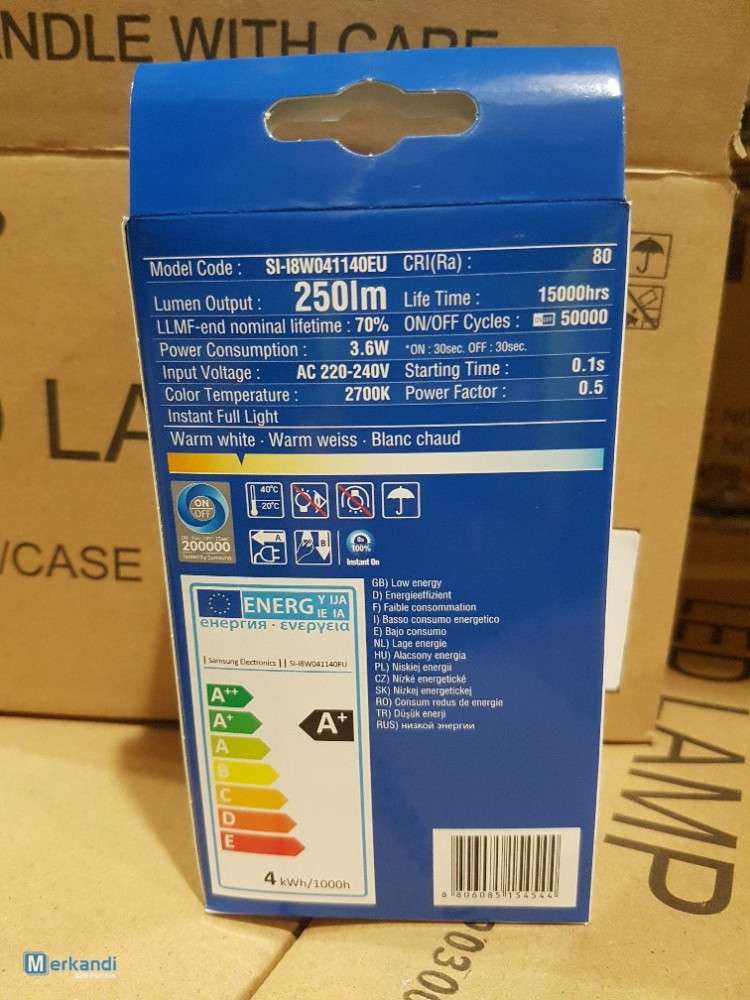 ANDLE WITH CARE
Model Code : SI-I8W041140EU
CRI(Ra) : 80
Lumen Output : 250lm
Life Time : 15000hrs
LLMF-end nominal lifetime : 70%
ON/OFF Cycles : 50000
Power Consumption : 3.6W
*ON : 30sec. OFF : 30sec.
Input Voltage : AC 220-240V
Starting Time : 0.1s
Color Temperature : 2700K
Power Factor : 0.5
Instant Full Light
Warm white · Warm weiss · Blanc chaud
ON
OFF
200000
40°C
-20°C
A
B
On
100%
Instant On
ENERG Y IJA
IE IA
енергия · ενεργεια
Samsung Electronics
SI-I8W041140EU
A++
A+
A
B
C
D
E
A+
4 kWh/1000h
GB) Low energy
D) Energieeffizient
F) Faible consommation
I) Basso consumo energetico
E) Bajo consumo
NL) Lage energie
HU) Alacsony energia
PL) Niskiej energii
CZ) Nízké energetické
SK) Nízkej energetickej
RO) Consum redus de energie
TR) Düşük enerji
RUS) низкой энергии
8 806085 154544
LA
/CASE
LED LAMP
Merkandi